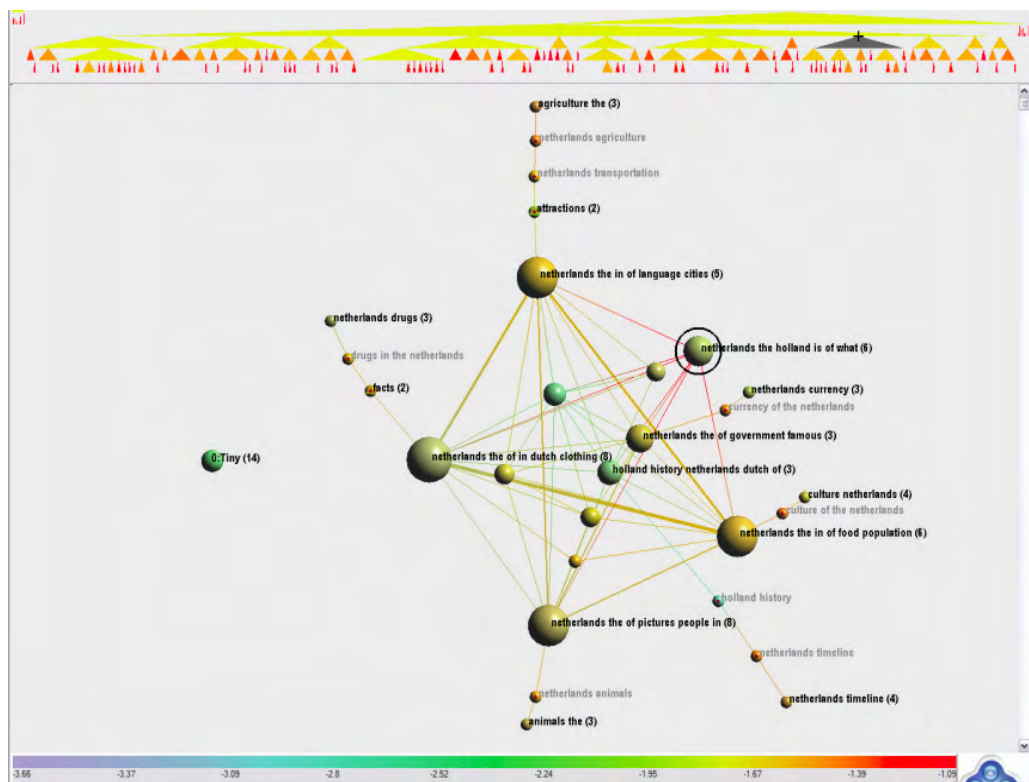 agriculture the (3)
netherlands agriculture
netherlands transportation
attractions (2)
netherlands the in of language cities (5)
netherlands drugs (3)
netherlands the holland is of what (6)
drugs in the netherlands
facts (2)
netherlands currency (3)
currency of the netherlands
netherlands the of government famous (3)
0:Tiny (14)
netherlands the of in dutch clothing (8)
holland history netherlands dutch of (3)
culture netherlands (4)
culture of the netherlands
netherlands the in of food population (6)
holland history
netherlands the of pictures people in (8)
netherlands timeline
netherlands animals
netherlands timeline (4)
animals the (3)
-3.66 -3.37 -3.09 -2.8 -2.52 -2.24 -1.95 -1.67 -1.39 -1.09